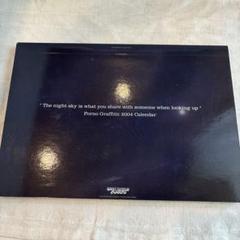 "The night sky is what you share with someone when looking up"
Porno Graffitti 2004 Calendar